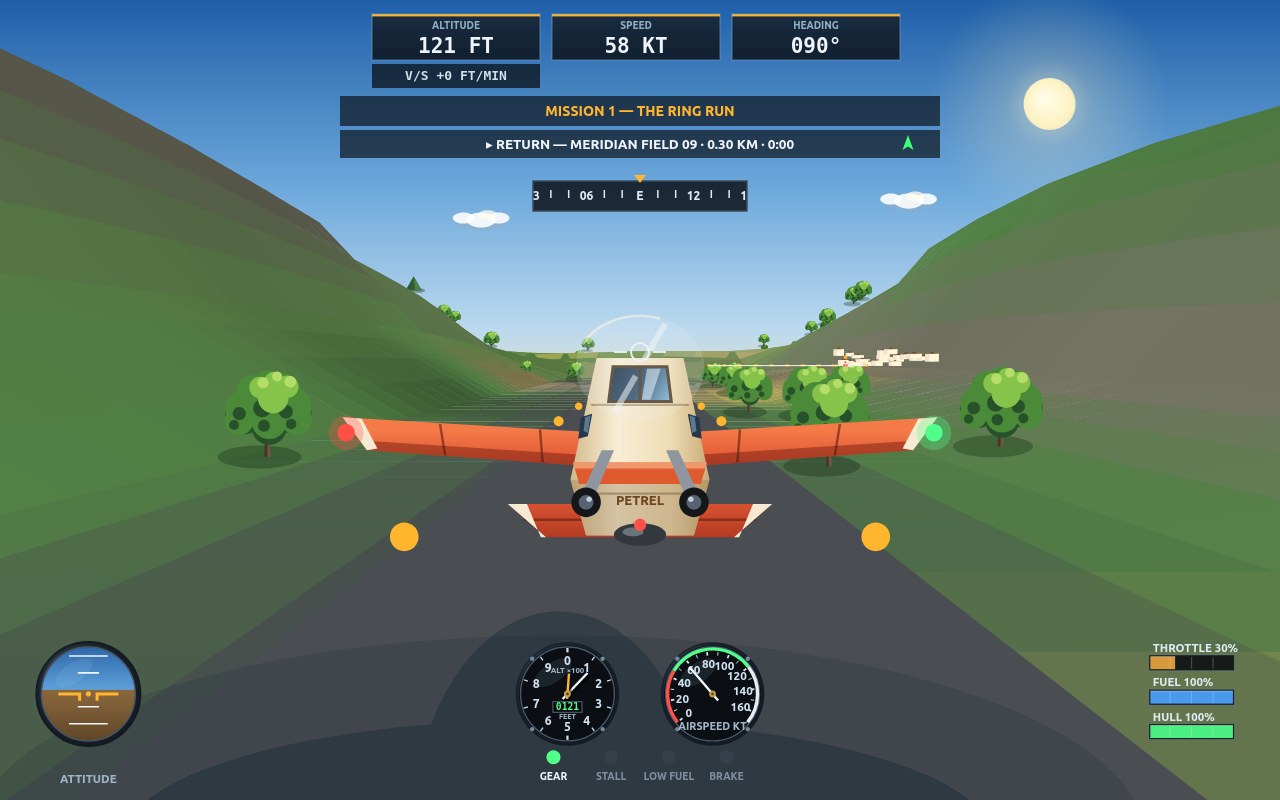 ALTITUDE
121 FT
SPEED
58 KT
HEADING
090°
V/S +0 FT/MIN
MISSION 1 — THE RING RUN
▸ RETURN — MERIDIAN FIELD 09 · 0.30 KM · 0:00
3 06 E 12 1
PETREL
ATTITUDE
0 1 2 3 4 5 6 7 8 9
ALT ×100
0121
FEET
0 20 40 60 80 100 120 140 160
AIRSPEED KT
GEAR
STALL
LOW FUEL
BRAKE
THROTTLE 30%
FUEL 100%
HULL 100%